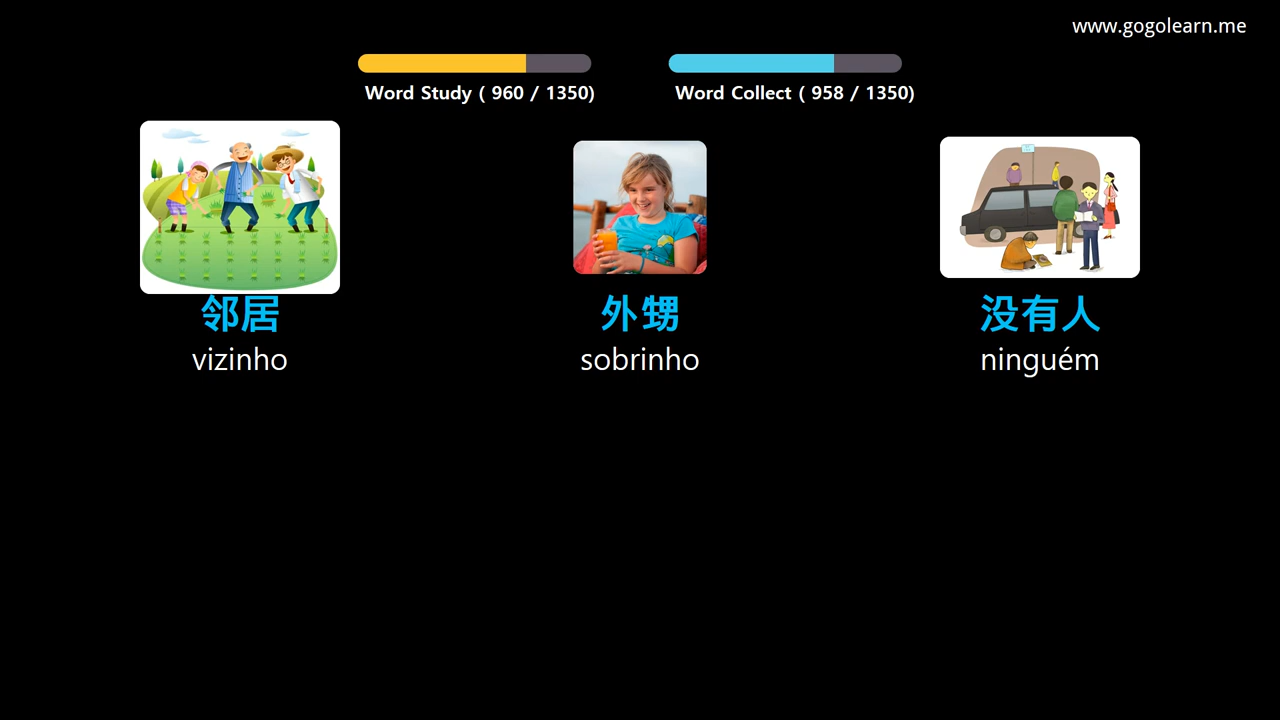 www.gogolearn.me
Word Study ( 960 / 1350)
Word Collect ( 958 / 1350)
邻居
外甥
没有人
vizinho
sobrinho
ninguém